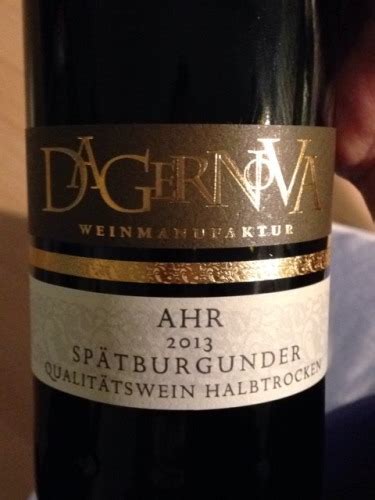 DAGERNOVA
WEINMANUFAKTUR
AHR
2013
SPÄTBURGUNDER
QUALITÄTSWEIN HALBTROCKEN